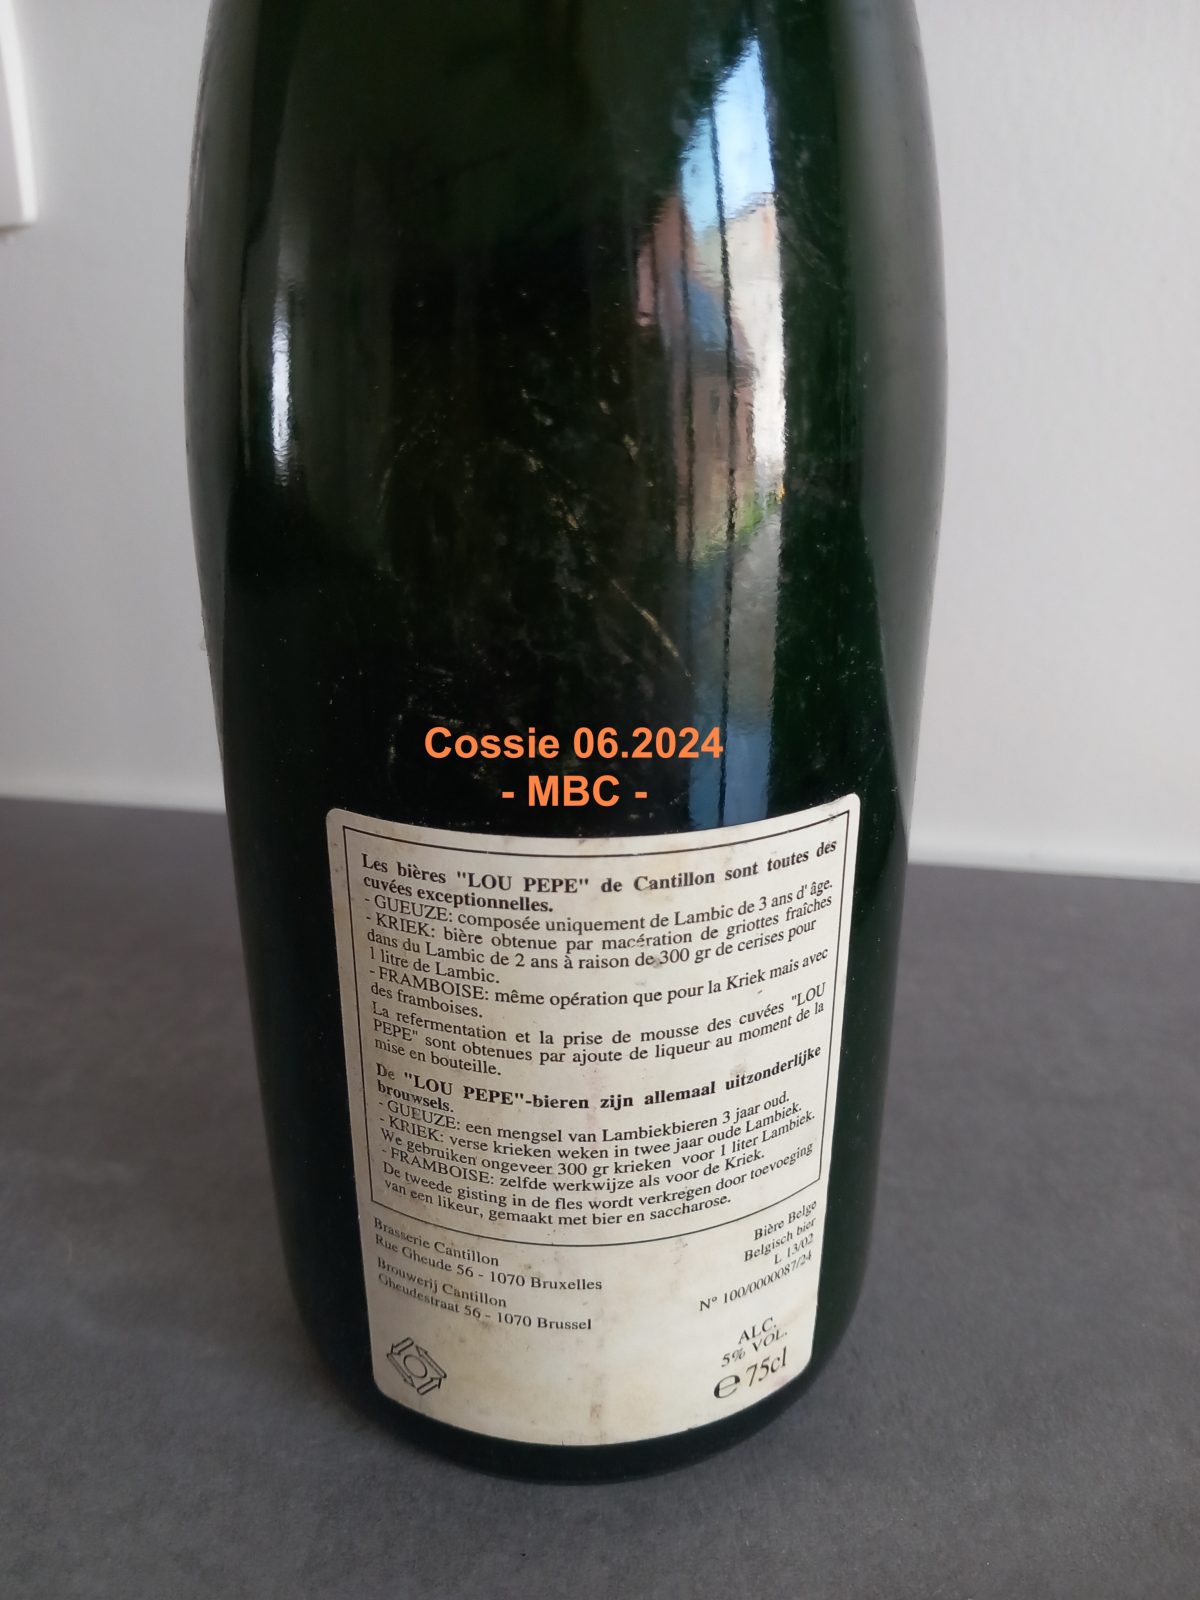 Cossie 06.2024
- MBC -
Les bières "LOU PEPE" de Cantillon sont toutes des
cuvées exceptionnelles.
- GUEUZE: composée uniquement de Lambic de 3 ans d'âge.
- KRIEK: bière obtenue par macération de griottes fraîches
dans du Lambic de 2 ans à raison de 300 gr de cerises pour
1 litre de Lambic.
- FRAMBOISE: même opération que pour la Kriek mais avec
des framboises.
La refermentation et la prise de mousse des cuvées "LOU
PEPE" sont obtenues par ajoute de liqueur au moment de la
mise en bouteille.
De "LOU PEPE"-bieren zijn allemaal uitzonderlijke
brouwsels.
- GUEUZE: een mengsel van Lambiekbieren 3 jaar oud.
- KRIEK: verse krieken weken in twee jaar oude Lambiek.
We gebruiken ongeveer 300 gr krieken voor 1 liter Lambiek.
- FRAMBOISE: zelfde werkwijze als voor de Kriek.
De tweede gisting in de fles wordt verkregen door toevoeging
van een likeur, gemaakt met bier en saccharose.
Brasserie Cantillon
Rue Gheude 56 - 1070 Bruxelles
Brouwerij Cantillon
Gheudestraat 56 - 1070 Brussel
Bière Belge
Belgisch bier
L 13/02
N° 100/0000087/24
ALC.
5% VOL.
e 75cl